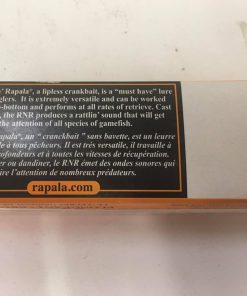 ' Rapala®, a lipless crankbait, is a "must have" lure
glers. It is extremely versatile and can be worked
-bottom and performs at all rates of retrieve. Cast
, the RNR produces a rattlin' sound that will get
the attention of all species of gamefish.
apala®, un " cranckbait " sans bavette, est un leurre
à tous pêcheurs. Il est trés versatile, il travaille à
rofondeurs et à toutes les vitesses de récupération.
er ou dandiner, le RNR émet des ondes sonores qui
ire l'attention de nombreux prédateurs.
rapala.com